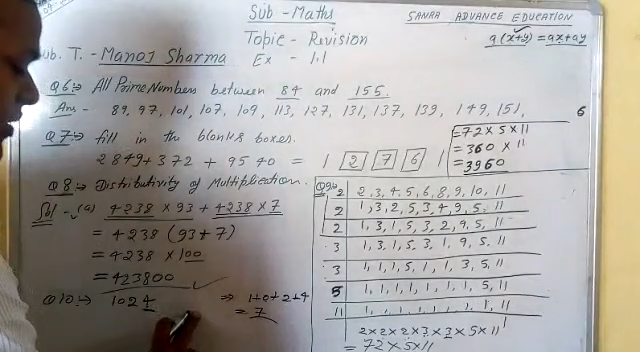 Sub - Maths
SANRA ADVANCE EDUCATION
Topic - Revision
a(x+y) = ax+ay
Sub. T. - Manoj Sharma Ex - 1.1
Q6:-> All Prime Numbers between 84 and 155.
Ans - 89, 97, 101, 107, 109, 113, 127, 131, 137, 139, 149, 151,
Q7:-> fill in the blanks boxes.
2849+372 + 9540 = 1 2 7 6 1
=72×5×11
=360 × 11
=3960
6
Q8:-> Distributivity of Multiplication.
Sol - (a) 4238 × 93 + 4238 × 7
= 4238 (93+7)
= 4238 × 100
= 423800
Q10:-> 1024 => 1+0+2+4
= 7
Q9:- 2 2,3,4,5,6,8,9,10,11
2 1,3,2,5,3,4,9,5,11
2 1,3,1,5,3,2,9,5,11
3 1,3,1,5,3,1,9,5,11
3 1,1,1,5,1,1,3,5,11
5 1,1,1,1,1,1,1,5,11
11 1,1,1,1,1,1,1,1,11
2×2×2×3×3×5×11
= 72×5×11